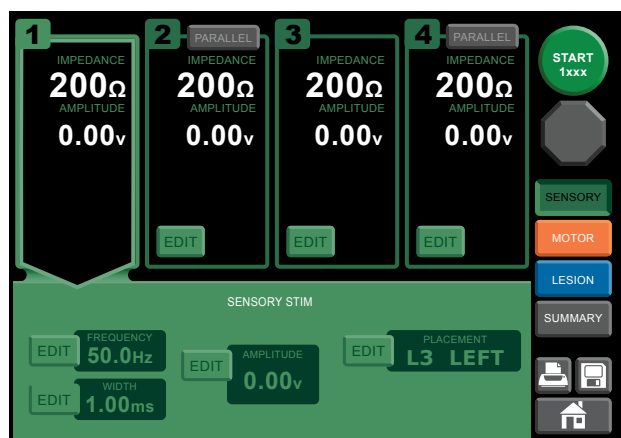 1
IMPEDANCE
200Ω
AMPLITUDE
0.00v
2
PARALLEL
IMPEDANCE
200Ω
AMPLITUDE
0.00v
EDIT
3
IMPEDANCE
200Ω
AMPLITUDE
0.00v
EDIT
4
PARALLEL
IMPEDANCE
200Ω
AMPLITUDE
0.00v
EDIT
START
1xxx
SENSORY
MOTOR
LESION
SUMMARY
SENSORY STIM
EDIT
FREQUENCY
50.0Hz
EDIT
WIDTH
1.00ms
EDIT
AMPLITUDE
0.00v
EDIT
PLACEMENT
L3 LEFT